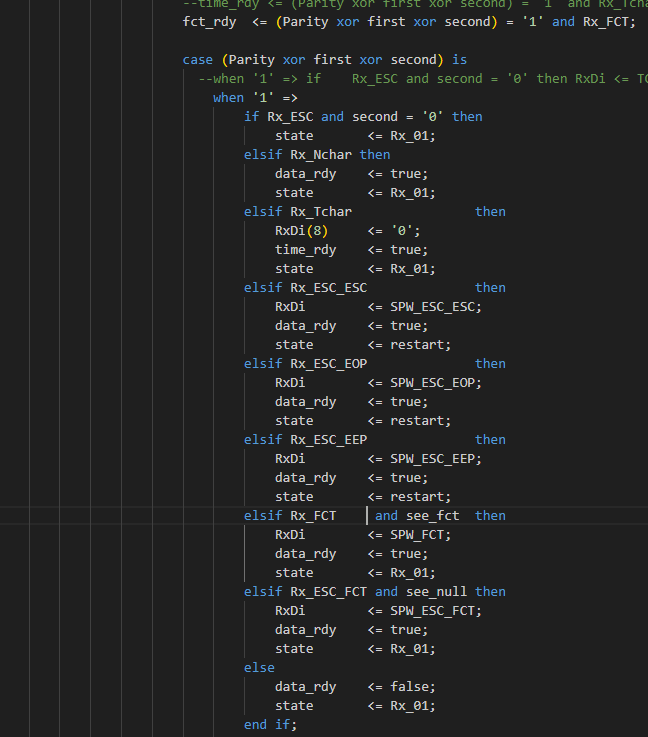 --time_rdy <= (Parity xor first xor second) = '1' and Rx_Tcha
fct_rdy  <= (Parity xor first xor second) = '1' and Rx_FCT;
case (Parity xor first xor second) is
--when '1' => if    Rx_ESC and second = '0' then RxDi <= TC
when '1' =>
if Rx_ESC and second = '0' then
state       <= Rx_01;
elsif Rx_Nchar then
data_rdy    <= true;
state       <= Rx_01;
elsif Rx_Tchar                then
RxDi(8)     <= '0';
time_rdy    <= true;
state       <= Rx_01;
elsif Rx_ESC_ESC              then
RxDi        <= SPW_ESC_ESC;
data_rdy    <= true;
state       <= restart;
elsif Rx_ESC_EOP              then
RxDi        <= SPW_ESC_EOP;
data_rdy    <= true;
state       <= restart;
elsif Rx_ESC_EEP              then
RxDi        <= SPW_ESC_EEP;
data_rdy    <= true;
state       <= restart;
elsif Rx_FCT     and see_fct  then
RxDi        <= SPW_FCT;
data_rdy    <= true;
state       <= Rx_01;
elsif Rx_ESC_FCT and see_null then
RxDi        <= SPW_ESC_FCT;
data_rdy    <= true;
state       <= Rx_01;
else
data_rdy    <= false;
state       <= Rx_01;
end if;